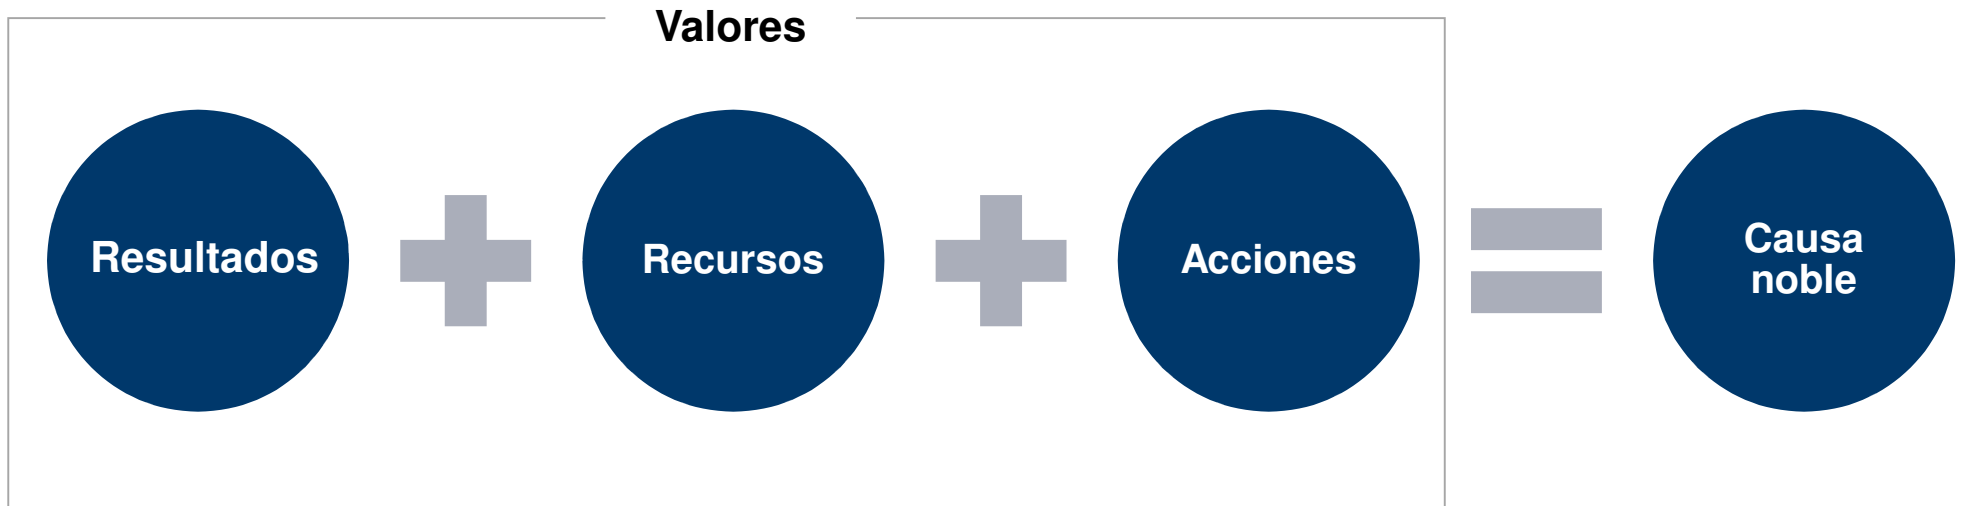 Valores
Resultados
Recursos
Acciones
Causa
noble